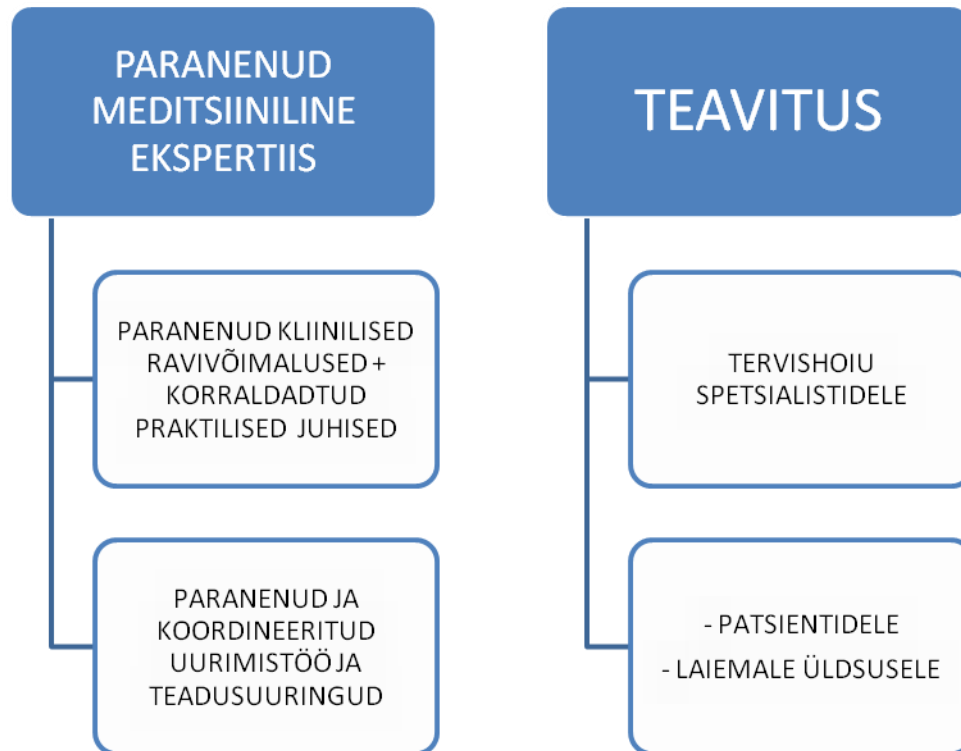 PARANENUD
MEDITSIINILINE
EKSPERTIIS
PARANENUD KLIINILISED
RAVIVÕIMALUSED +
KORRALDADTUD
PRAKTILISED JUHISED
PARANENUD JA
KOORDINEERITUD
UURIMISTÖÖ JA
TEADUSUURINGUD
TEAVITUS
TERVISHOIU
SPETSIALISTIDELE
- PATSIENTIDELE
- LAIEMALE ÜLDSUSELE